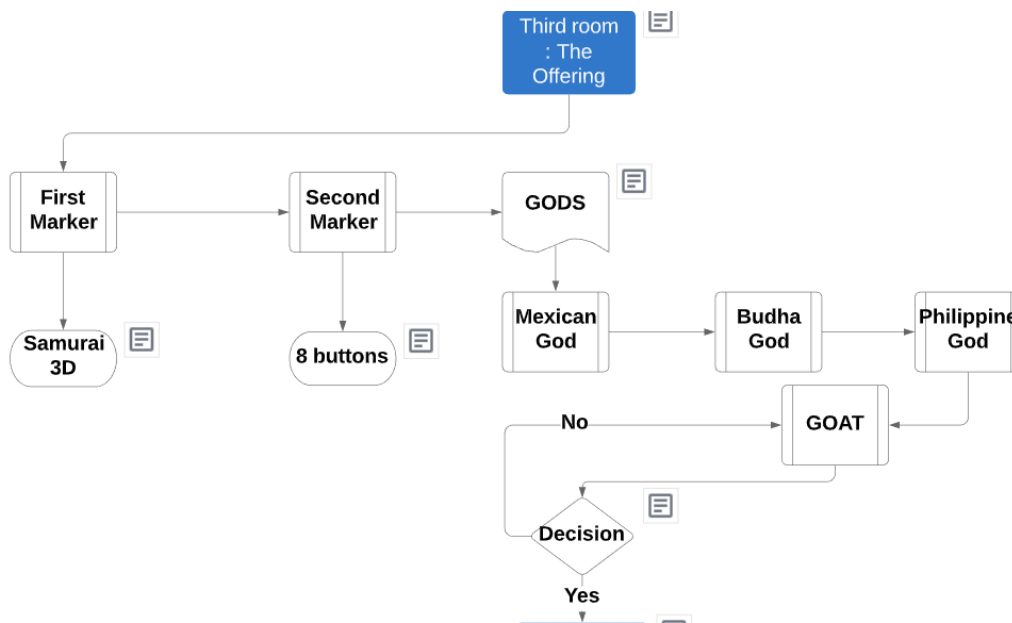 Third room
: The
Offering
First
Marker
Second
Marker
GODS
Samurai
3D
8 buttons
Mexican
God
Budha
God
Philippine
God
GOAT
No
Decision
Yes